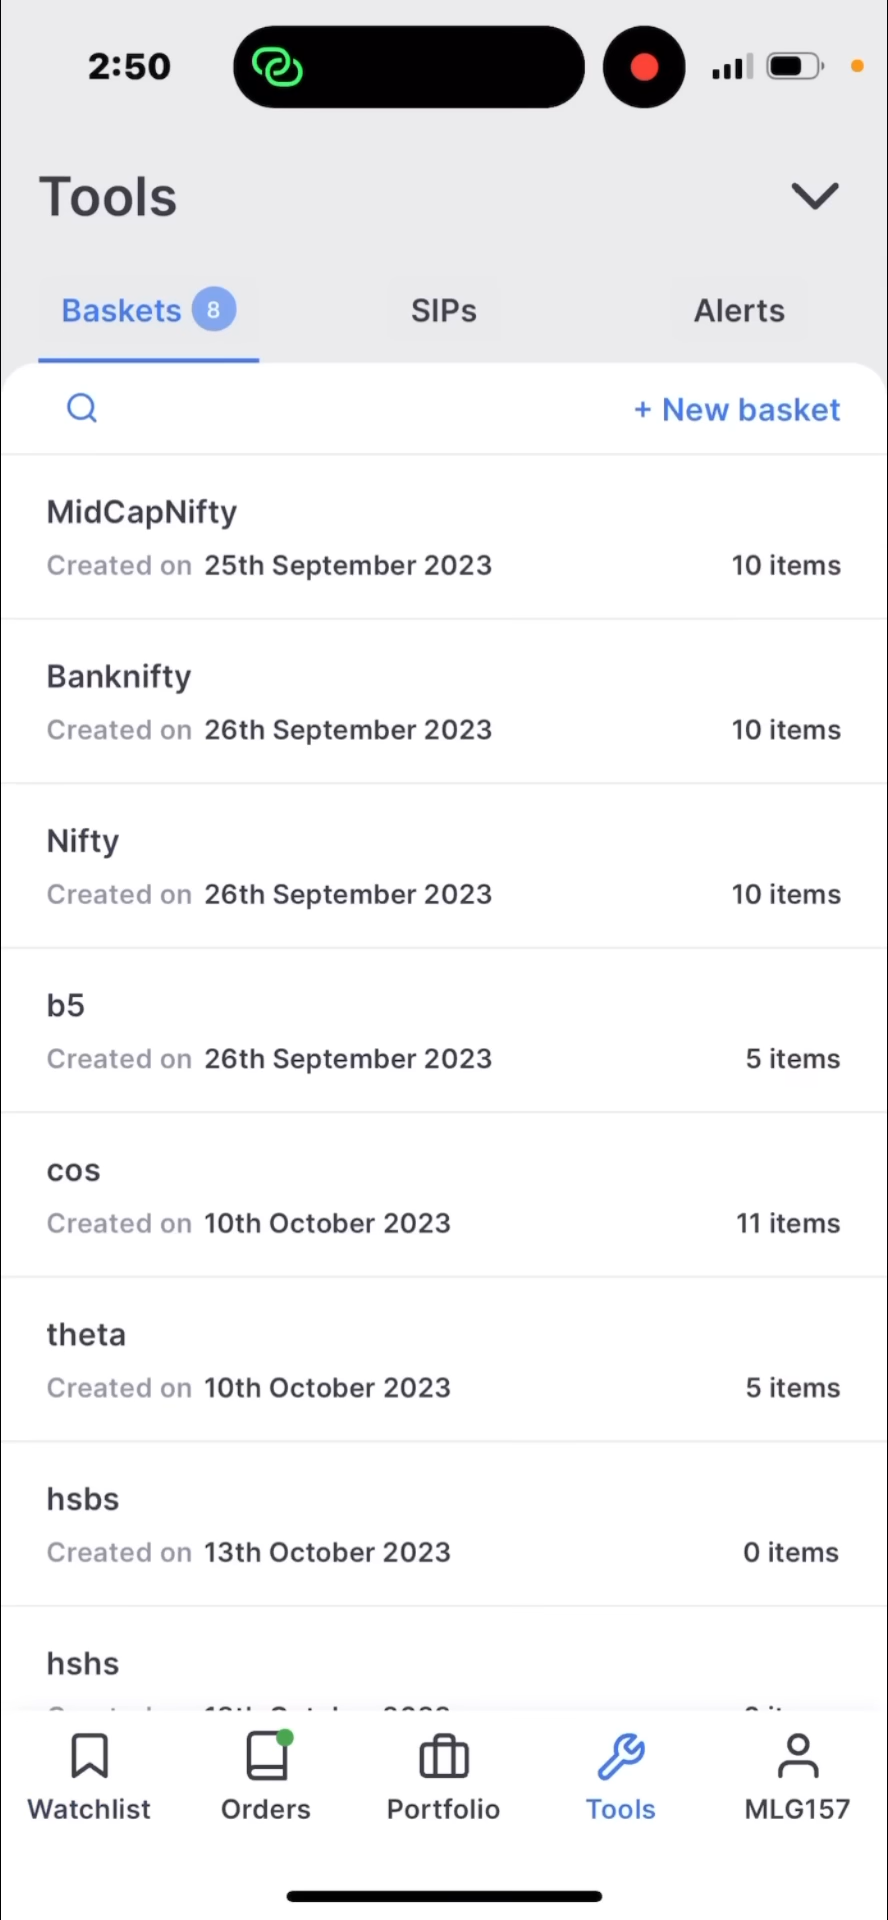 2:50
Tools
Baskets 8 SIPs Alerts
+ New basket
MidCapNifty
Created on 25th September 2023 10 items
Banknifty
Created on 26th September 2023 10 items
Nifty
Created on 26th September 2023 10 items
b5
Created on 26th September 2023 5 items
cos
Created on 10th October 2023 11 items
theta
Created on 10th October 2023 5 items
hsbs
Created on 13th October 2023 0 items
hshs
Watchlist Orders Portfolio Tools MLG157